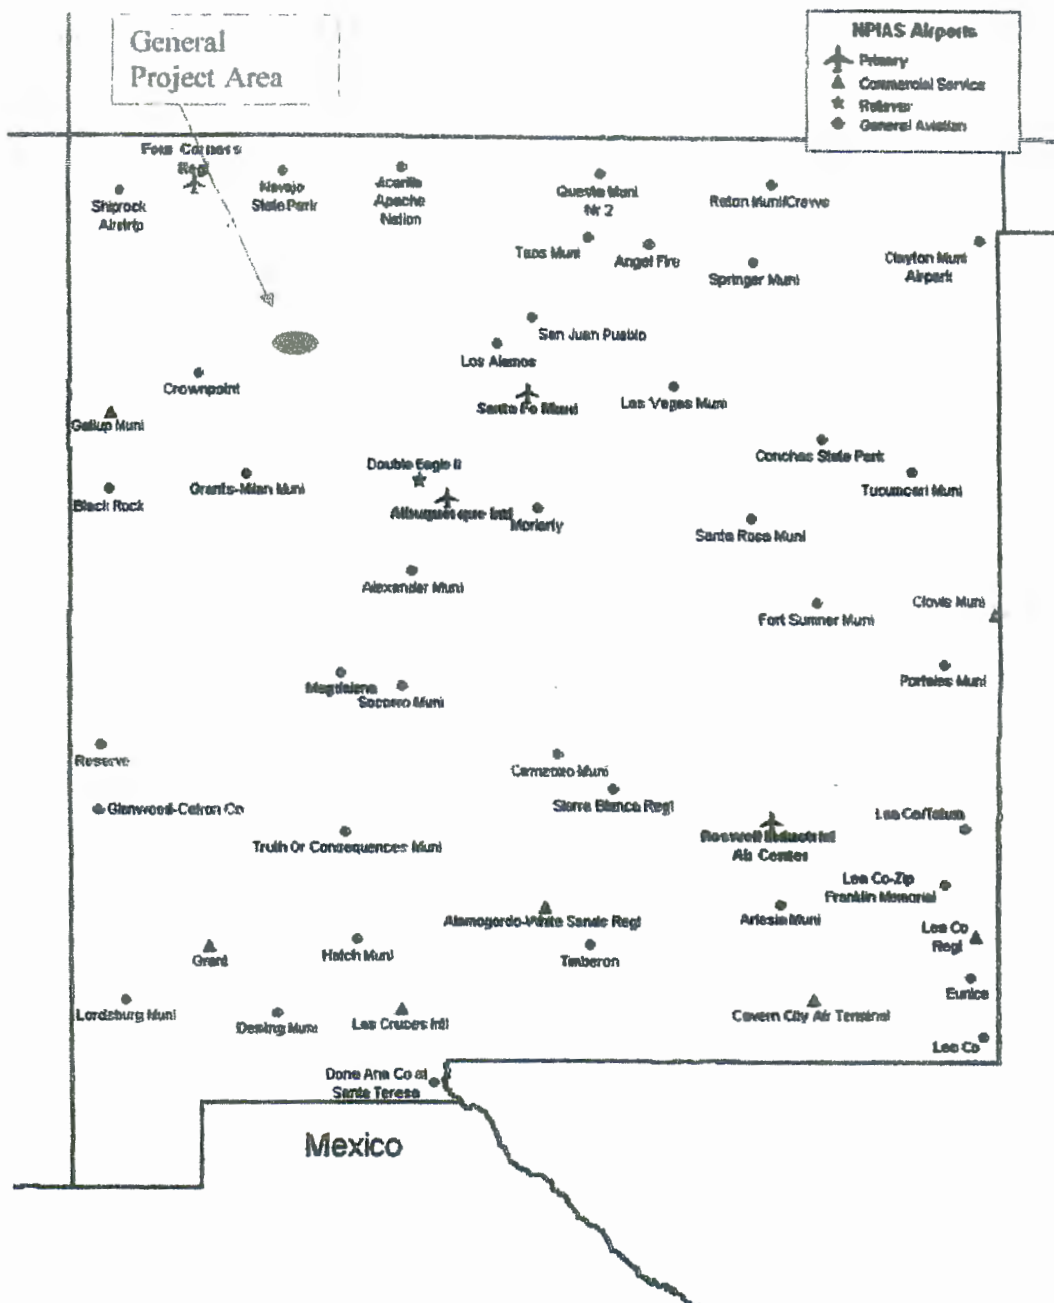 General
Project Area
NPIAS Airports
Primary
Commercial Service
Reliever
General Aviation
Four Corners
Regl
Shiprock
Airstrip
Navajo
State Park
Jicarilla
Apache
Nation
Questa Muni
Nr 2
Raton Muni/Crews
Taos Muni
Angel Fire
Springer Muni
Clayton Muni
Airpark
San Juan Pueblo
Los Alamos
Crownpoint
Santa Fe Muni
Las Vegas Muni
Gallup Muni
Conchas State Park
Double Eagle II
Grants-Milan Muni
Tucumcari Muni
Black Rock
Albuquerque Intl
Moriarty
Santa Rosa Muni
Alexander Muni
Clovis Muni
Fort Sumner Muni
Portales Muni
Magdalena
Socorro Muni
Reserve
Carrizozo Muni
Glenwood-Catron Co
Sierra Blanca Regl
Lea Co/Tatum
Truth Or Consequences Muni
Roswell Industrial
Air Center
Lea Co-Zip
Franklin Memorial
Alamogordo-White Sands Regl
Artesia Muni
Lea Co
Regl
Grant
Hatch Muni
Timberon
Eunice
Lordsburg Muni
Deming Muni
Las Cruces Intl
Cavern City Air Terminal
Lea Co
Dona Ana Co at
Santa Teresa
Mexico